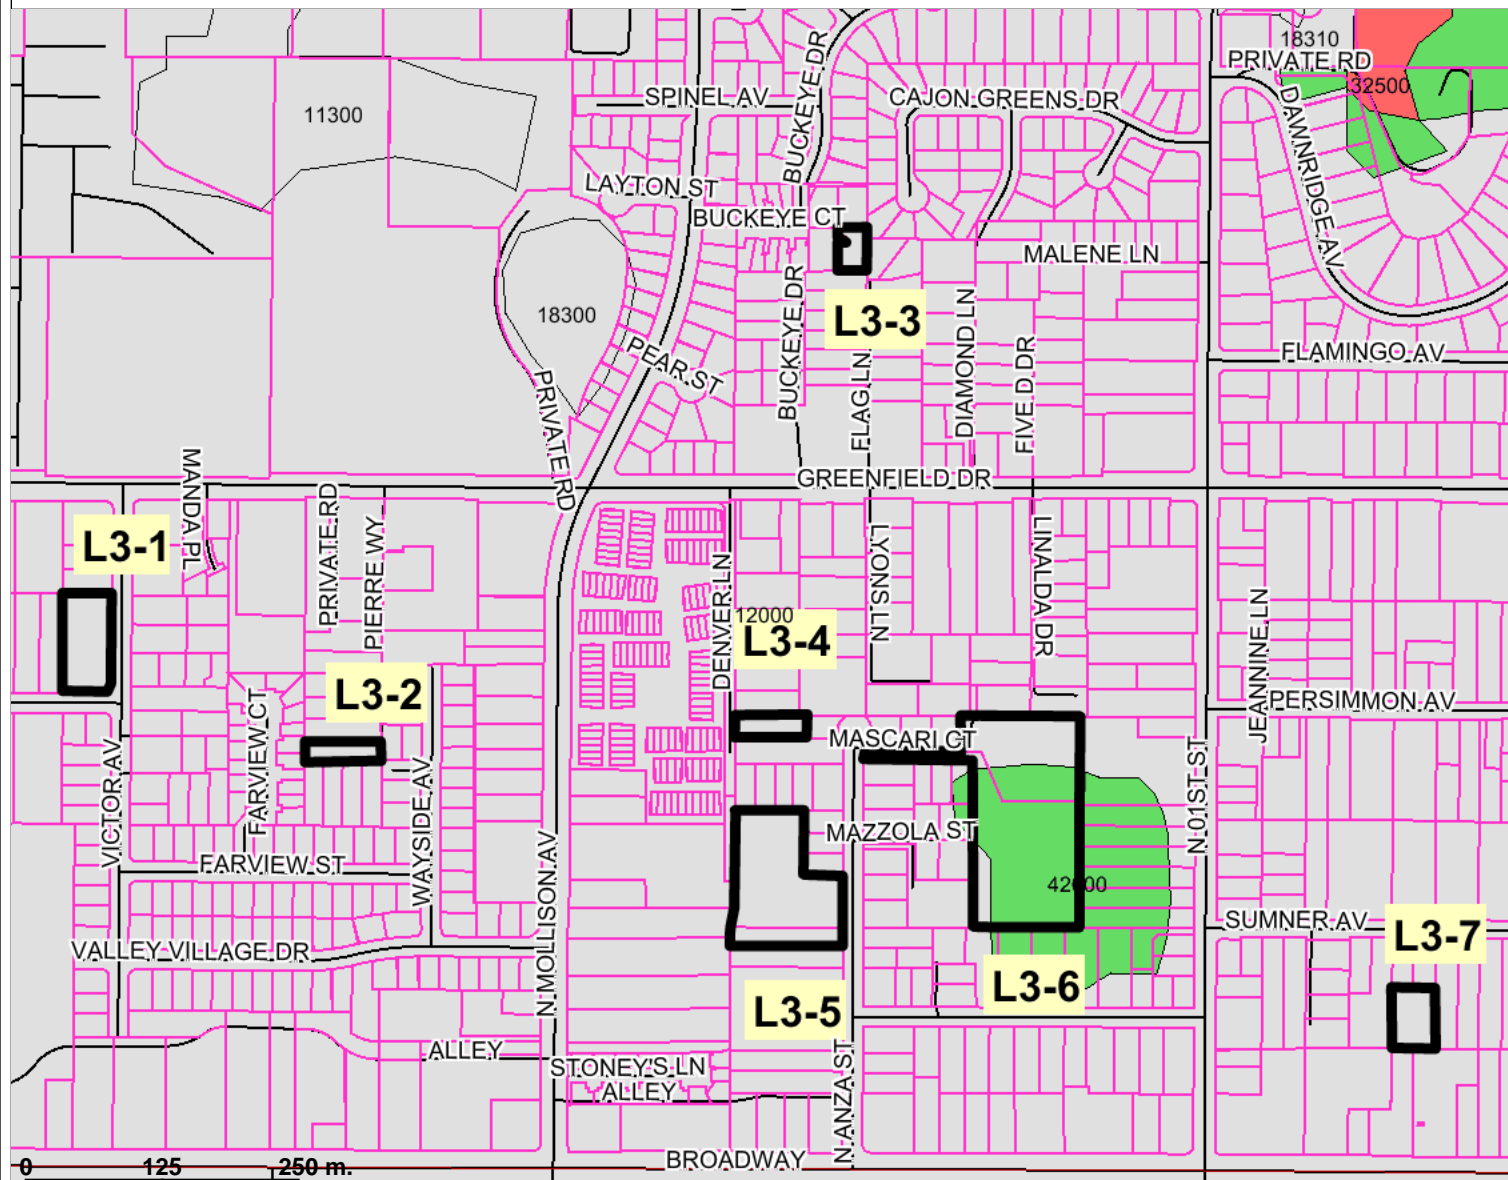 18310
PRIVATE RD
32500
SPINEL AV
BUCKEYE DR
CAJON GREENS DR
11300
DAWNRIDGE AV
LAYTON ST
BUCKEYE CT
MALENE LN
18300
L3-3
BUCKEYE DR
FLAG LN
DIAMOND LN
FIVE D DR
PEAR ST
FLAMINGO AV
PRIVATE RD
GREENFIELD DR
MANDA PL
PRIVATE RD
PIERRE WY
L3-1
LYONS LN
LINALDA DR
DENVER LN
12000
L3-4
JEANNINE LN
L3-2
PERSIMMON AV
FARVIEW CT
MASCARI CT
VICTOR AV
WAYSIDE AV
N 01ST ST
MAZZOLA ST
FARVIEW ST
N MOLLISON AV
42000
SUMNER AV
L3-7
VALLEY VILLAGE DR
L3-6
L3-5
ALLEY
STONEY'S LN
ALLEY
N ANZA ST
BROADWAY
0 125 250 m.